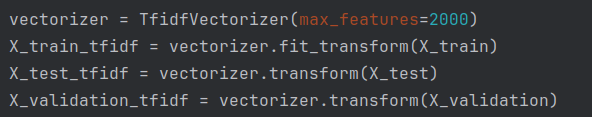 vectorizer = TfidfVectorizer(max_features=2000)
X_train_tfidf = vectorizer.fit_transform(X_train)
X_test_tfidf = vectorizer.transform(X_test)
X_validation_tfidf = vectorizer.transform(X_validation)